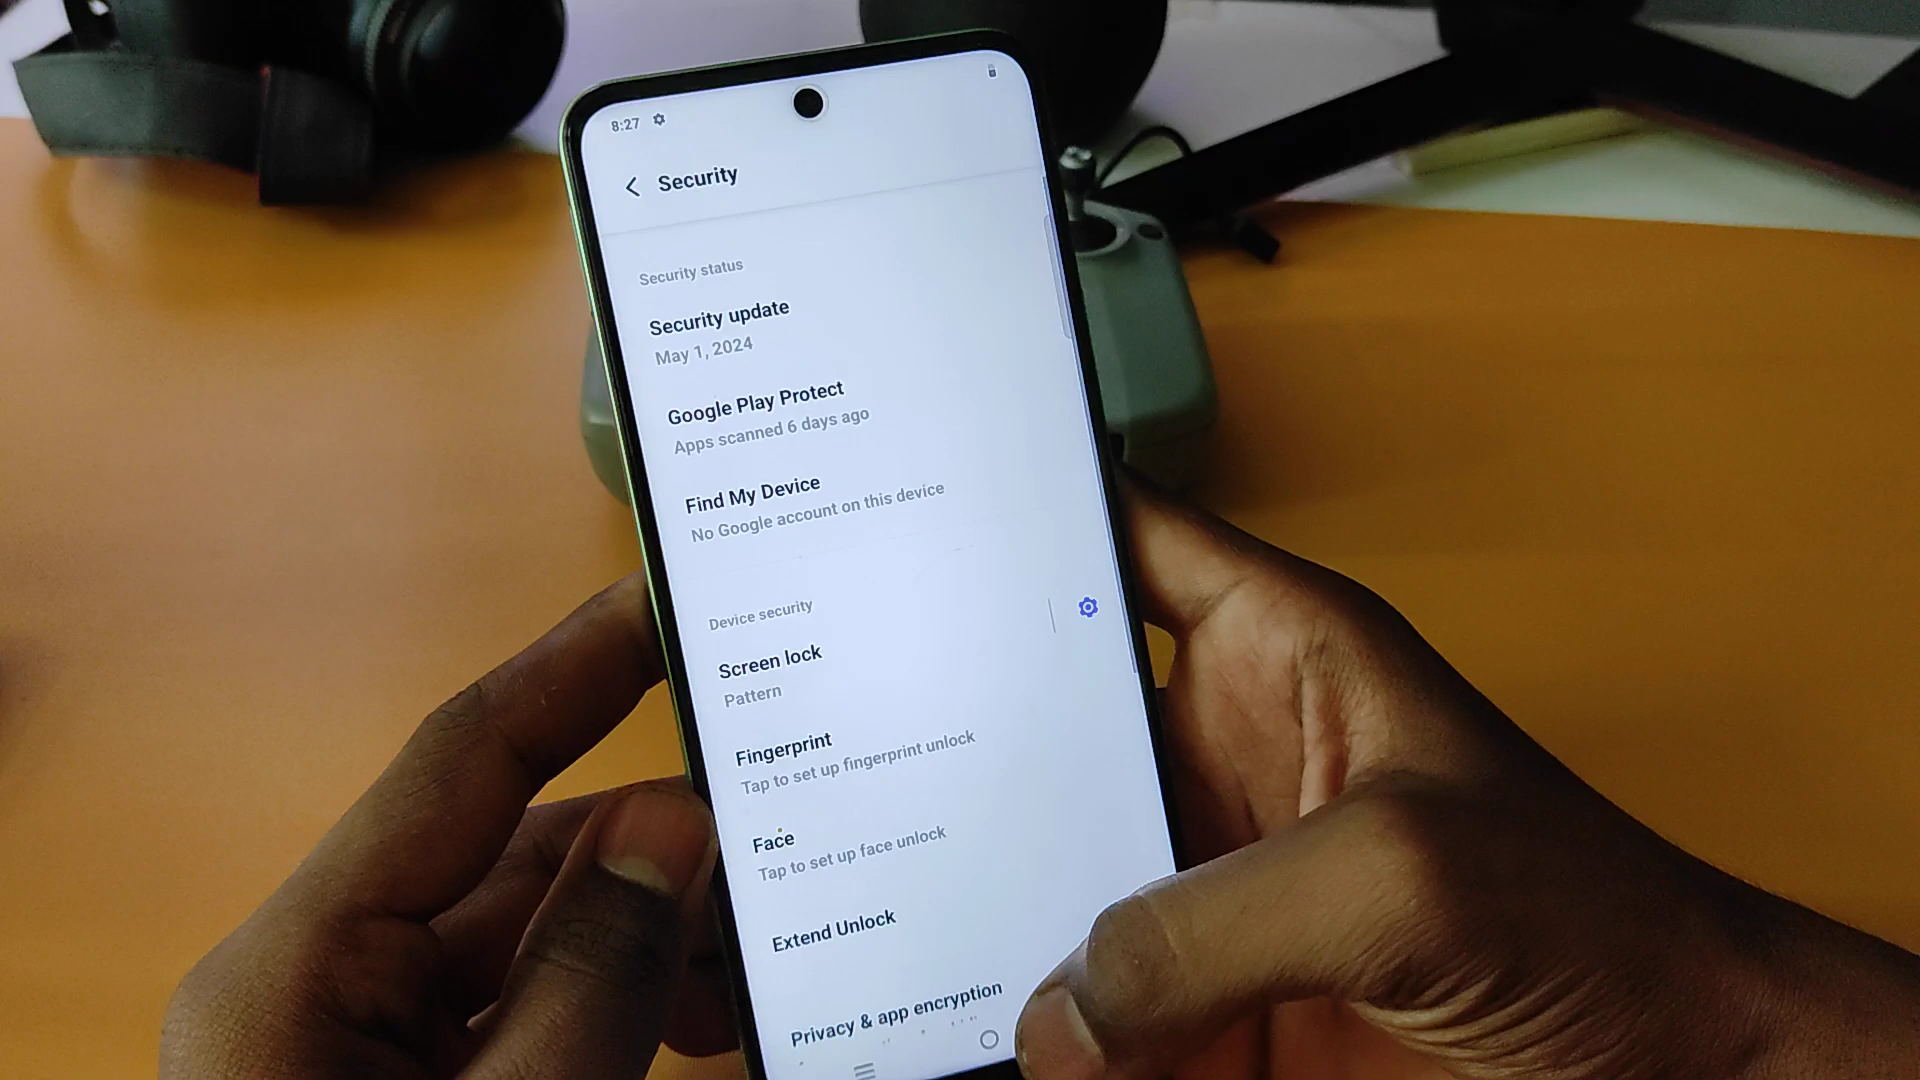 8:27
Security
Security status
Security update
May 1, 2024
Google Play Protect
Apps scanned 6 days ago
Find My Device
No Google account on this device
Device security
Screen lock
Pattern
Fingerprint
Tap to set up fingerprint unlock
Face
Tap to set up face unlock
Extend Unlock
Privacy & app encryption